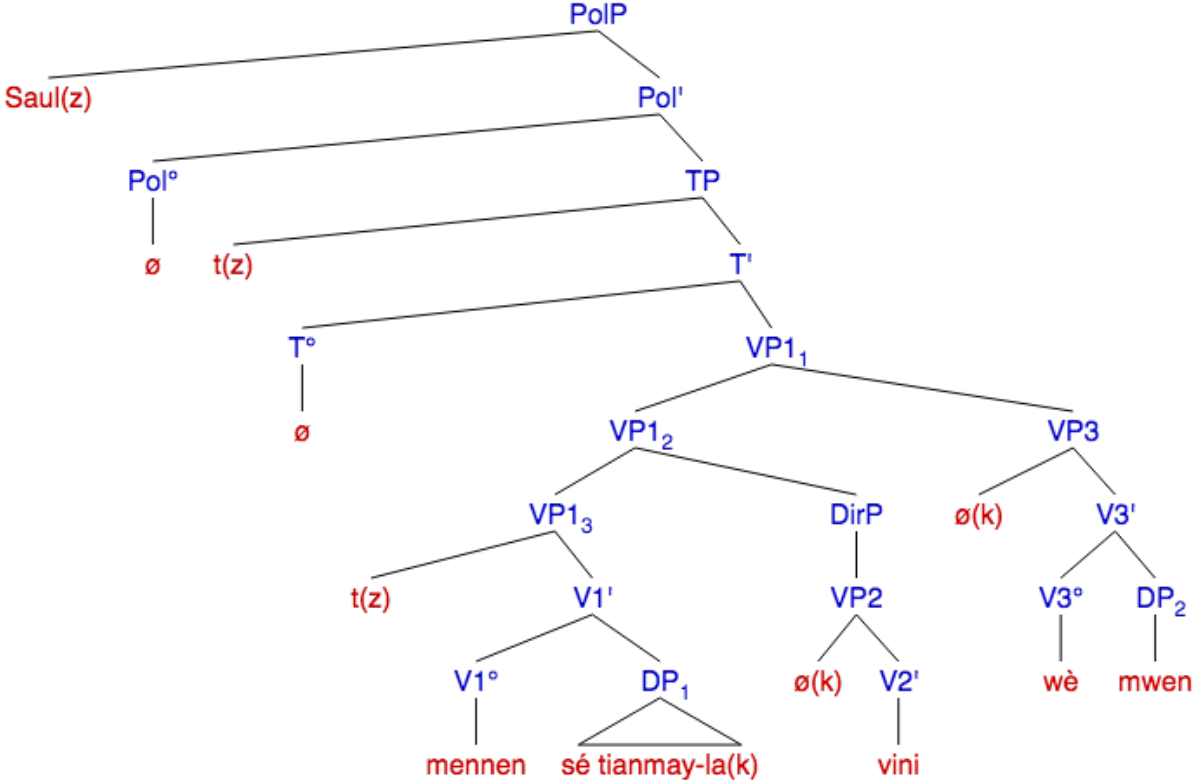 PolP
Saul(z) Pol'
Pol° TP
ø t(z) T'
T° VP1₁
ø VP1₂ VP3
VP1₃ DirP ø(k) V3'
t(z) V1' VP2 V3° DP₂
V1° DP₁ ø(k) V2' wè mwen
mennen sé tianmay-la(k) vini